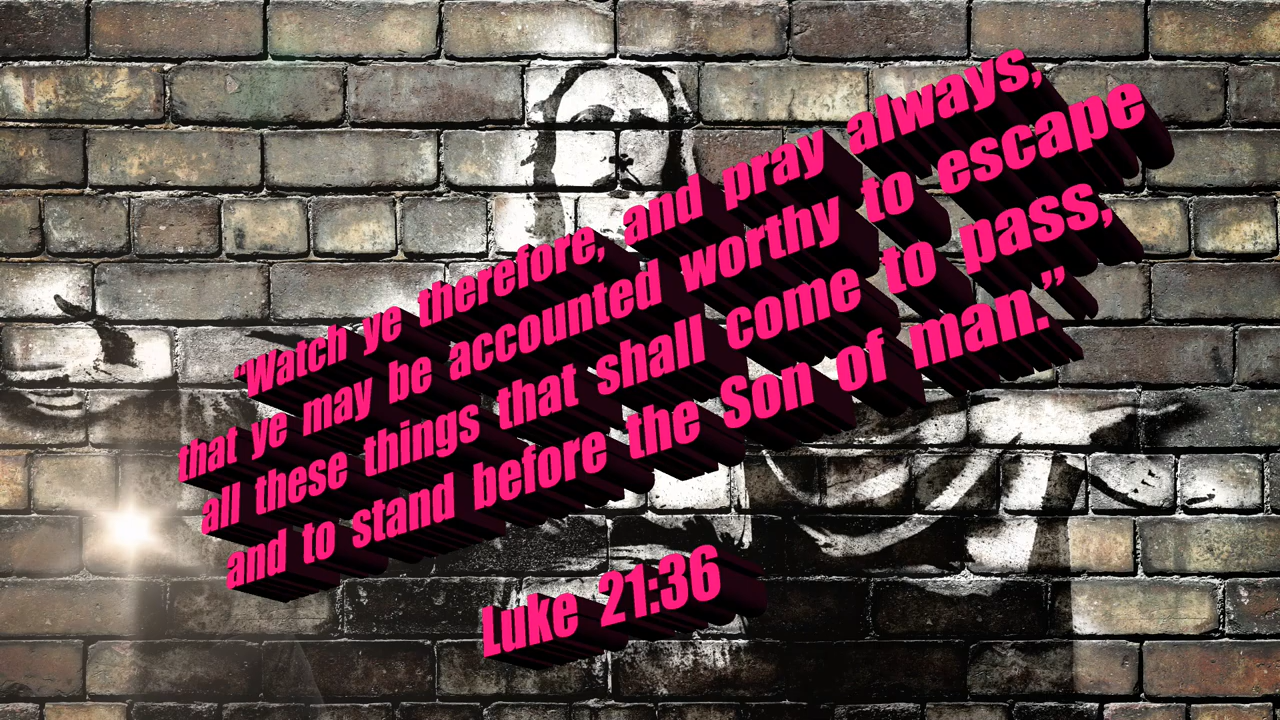 “Watch ye therefore, and pray always,
that ye may be accounted worthy to escape
all these things that shall come to pass,
and to stand before the Son of man.”
Luke 21:36